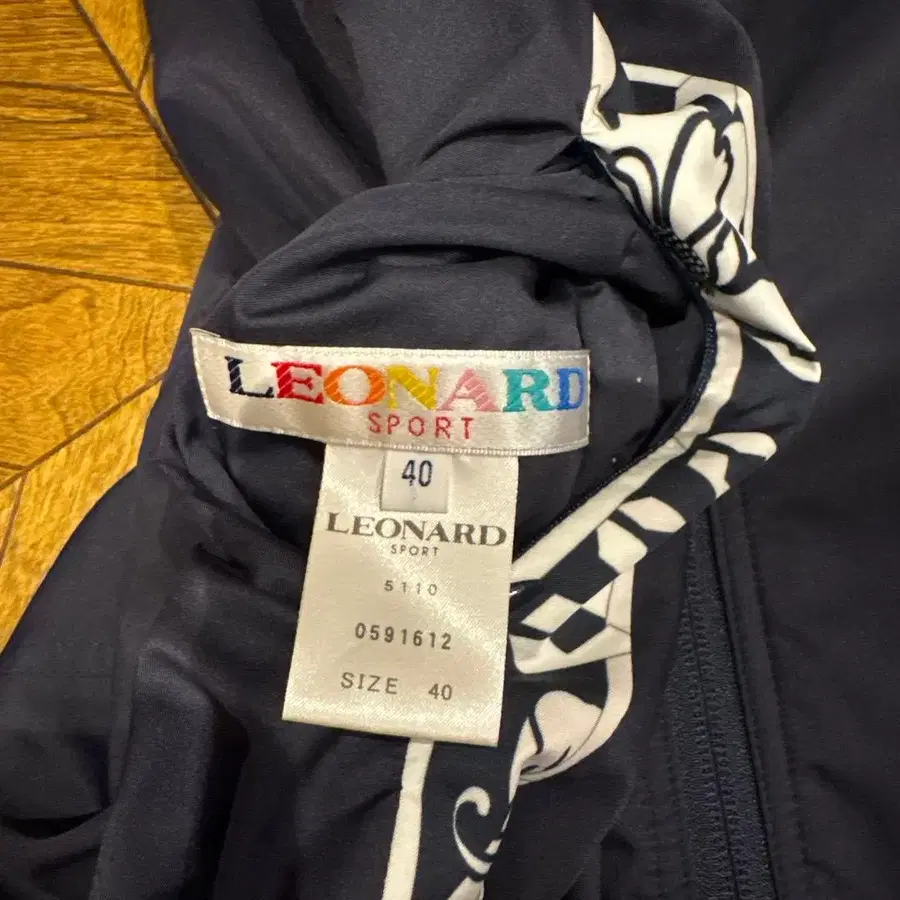 LEONARD
SPORT
40
LEONARD
SPORT
5110
0591612
SIZE 40